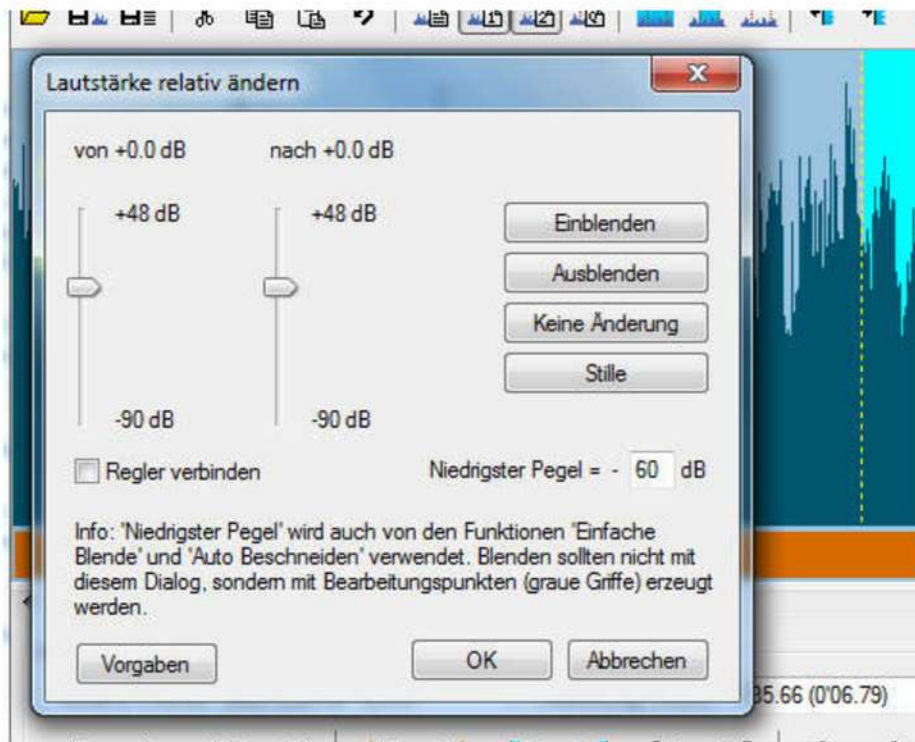 Lautstärke relativ ändern
von +0.0 dB nach +0.0 dB
+48 dB +48 dB
Einblenden
Ausblenden
Keine Änderung
Stille
-90 dB -90 dB
Regler verbinden
Niedrigster Pegel = - 60 dB
Info: 'Niedrigster Pegel' wird auch von den Funktionen 'Einfache
Blende' und 'Auto Beschneiden' verwendet. Blenden sollten nicht mit
diesem Dialog, sondern mit Bearbeitungspunkten (graue Griffe) erzeugt
werden.
Vorgaben OK Abbrechen
35.66 (0'06.79)